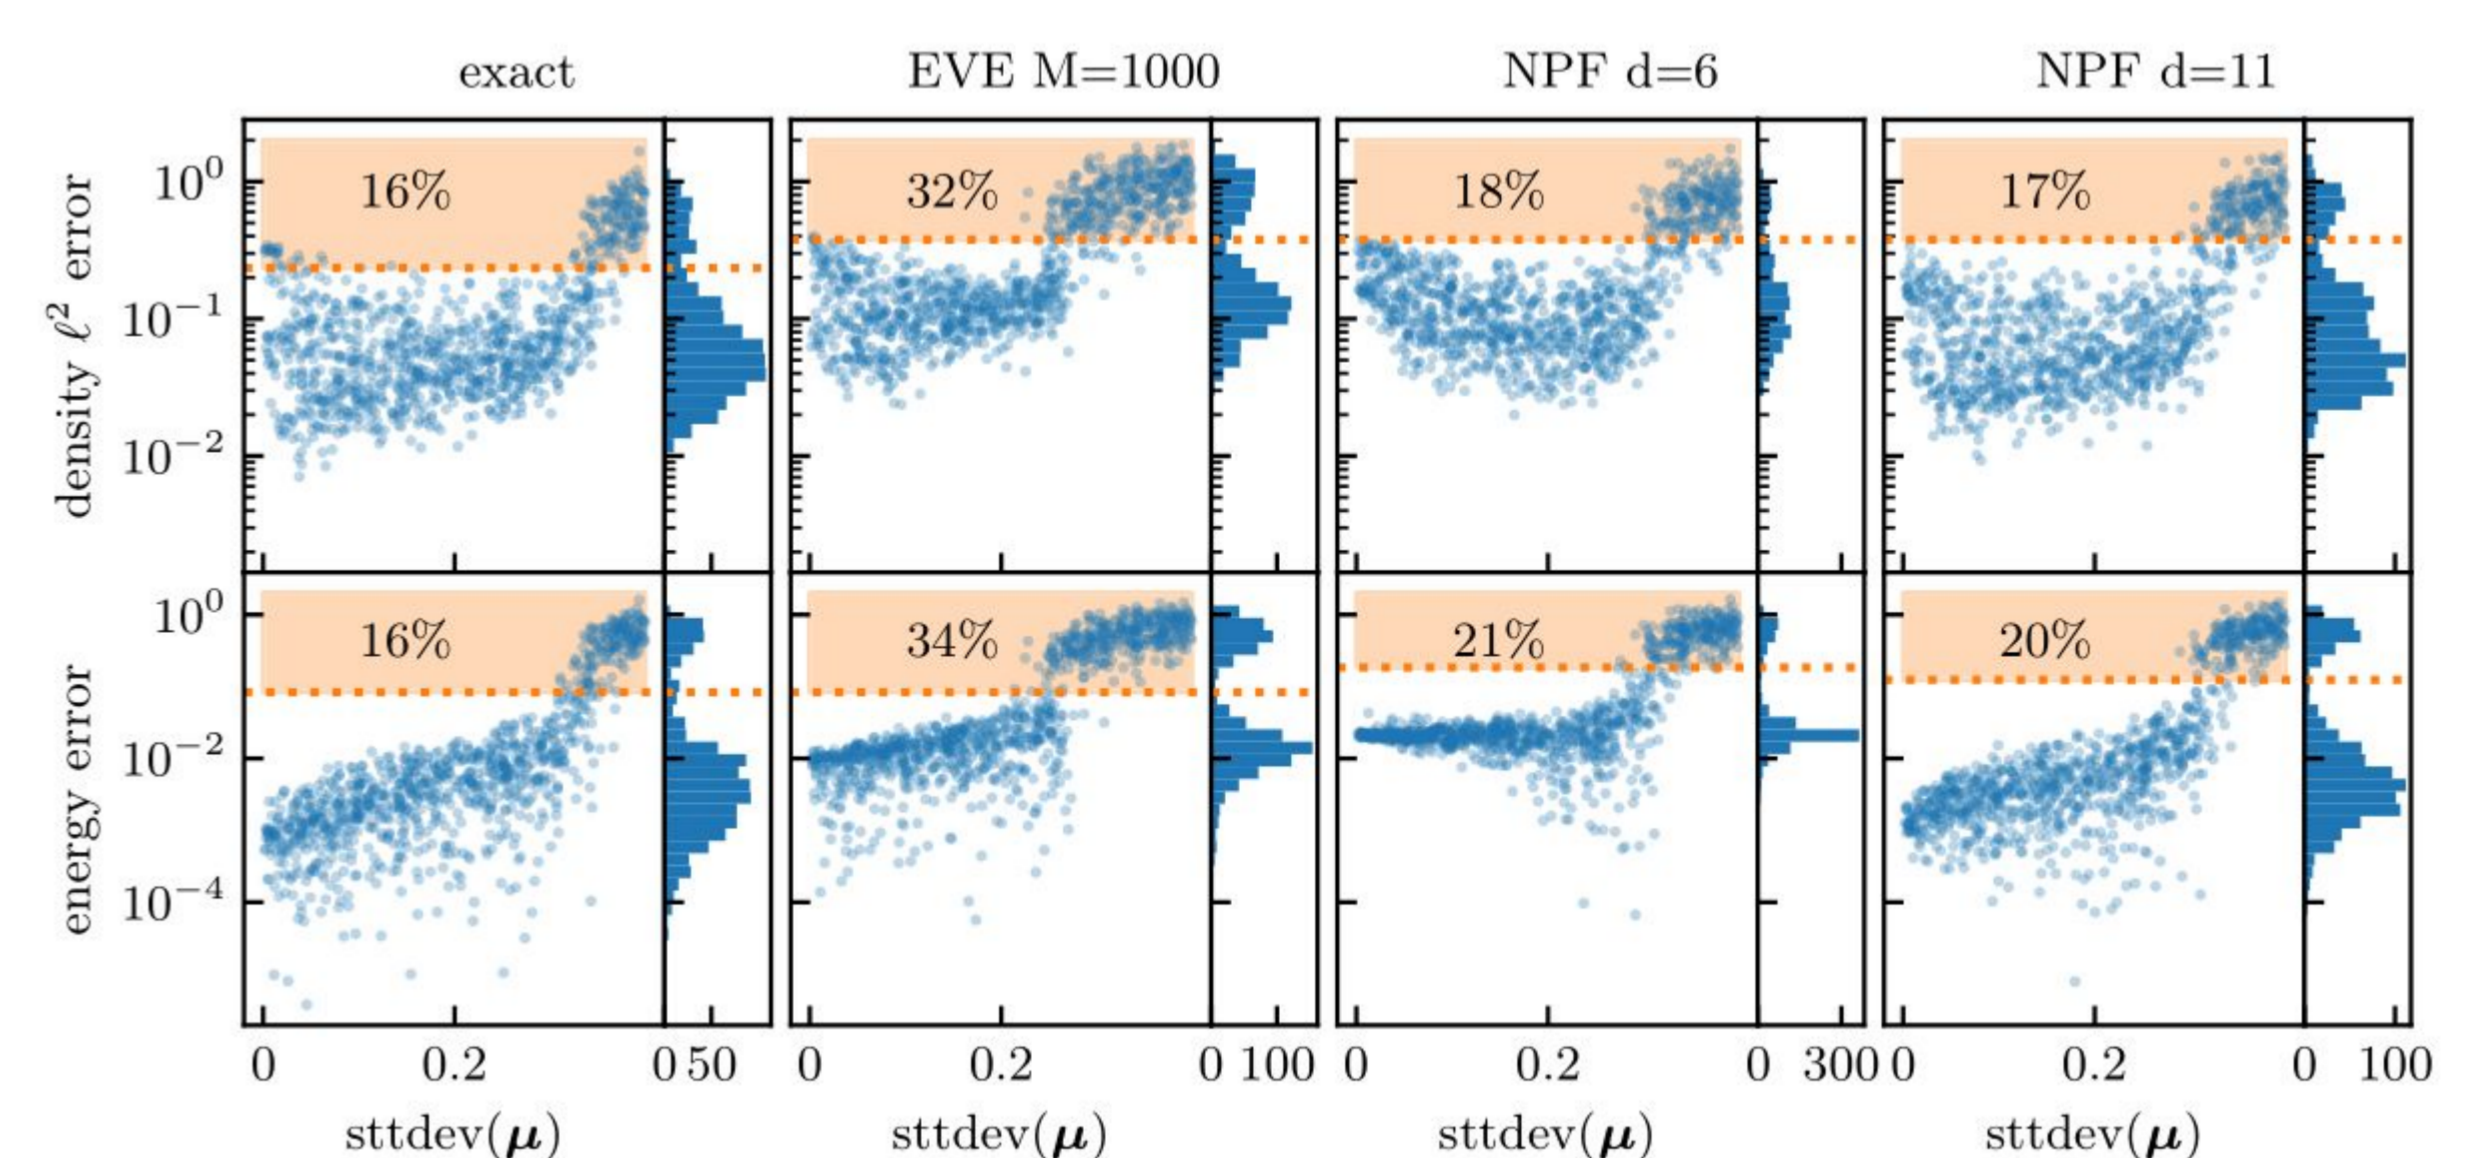 exact
EVE M=1000
NPF d=6
NPF d=11
density ℓ² error
10⁰
10⁻¹
10⁻²
16%
32%
18%
17%
energy error
10⁰
10⁻²
10⁻⁴
16%
34%
21%
20%
0 0.2 0 50 0 0.2 0 100 0 0.2 0 300 0 0.2 0 100
sttdev(μ)
sttdev(μ)
sttdev(μ)
sttdev(μ)